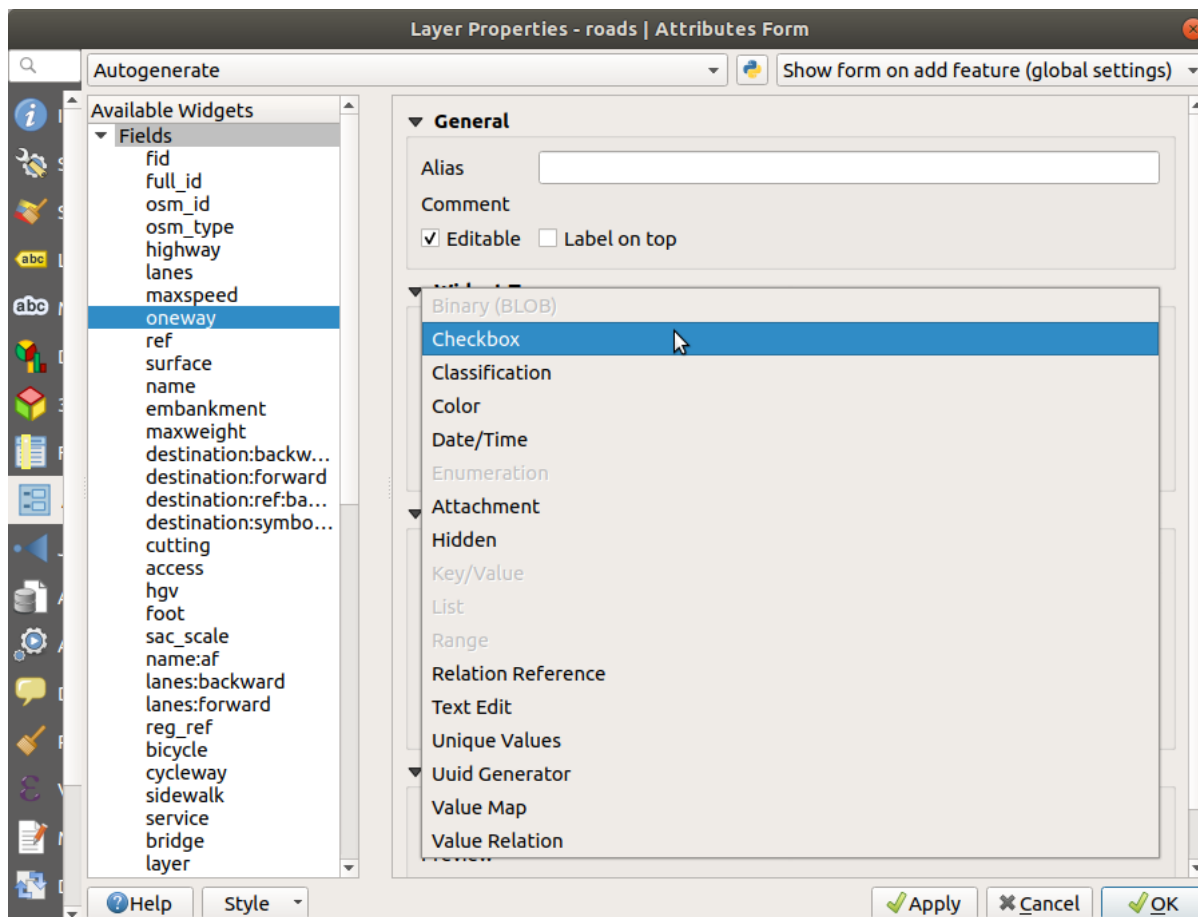 Layer Properties - roads | Attributes Form
Autogenerate
Show form on add feature (global settings)
Available Widgets
Fields
fid
full_id
osm_id
osm_type
highway
lanes
maxspeed
oneway
ref
surface
name
embankment
maxweight
destination:backw...
destination:forward
destination:ref:ba...
destination:symbo...
cutting
access
hgv
foot
sac_scale
name:af
lanes:backward
lanes:forward
reg_ref
bicycle
cycleway
sidewalk
service
bridge
layer
General
Alias
Comment
Editable Label on top
Binary (BLOB)
Checkbox
Classification
Color
Date/Time
Enumeration
Attachment
Hidden
Key/Value
List
Range
Relation Reference
Text Edit
Unique Values
Uuid Generator
Value Map
Value Relation
abc
abc
Help
Style
Apply
Cancel
OK